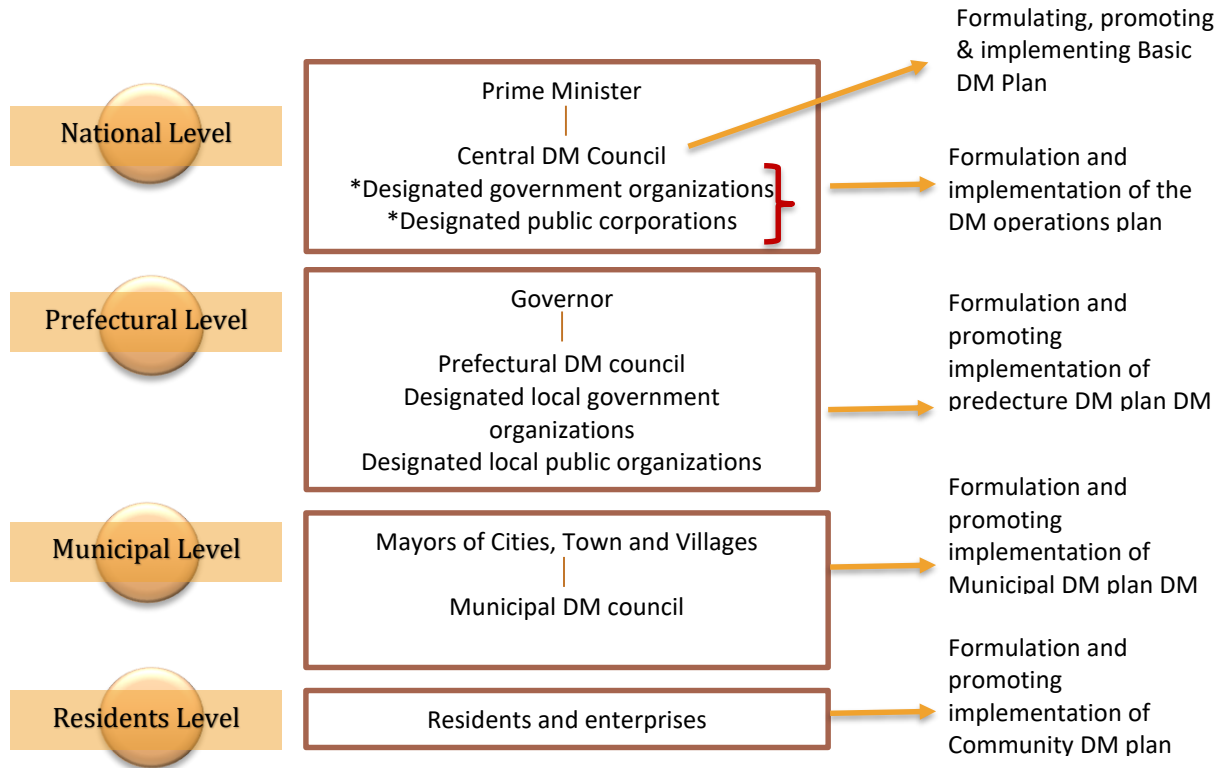 National Level
Prime Minister
Central DM Council
*Designated government organizations
*Designated public corporations
Formulating, promoting
& implementing Basic
DM Plan
Formulation and
implementation of the
DM operations plan
Prefectural Level
Governor
Prefectural DM council
Designated local government
organizations
Designated local public organizations
Formulation and
promoting
implementation of
predecture DM plan DM
Municipal Level
Mayors of Cities, Town and Villages
Municipal DM council
Formulation and
promoting
implementation of
Municipal DM plan DM
Residents Level
Residents and enterprises
Formulation and
promoting
implementation of
Community DM plan